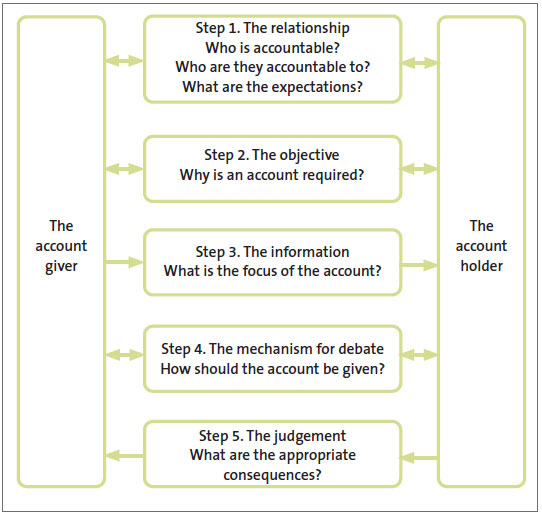 Step 1. The relationship
Who is accountable?
Who are they accountable to?
What are the expectations?
Step 2. The objective
Why is an account required?
The
account
giver
Step 3. The information
What is the focus of the account?
The
account
holder
Step 4. The mechanism for debate
How should the account be given?
Step 5. The judgement
What are the appropriate
consequences?